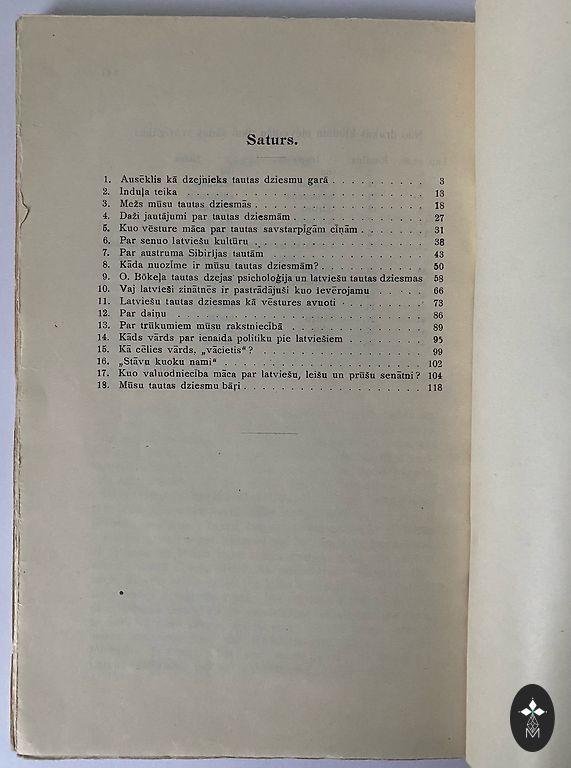 Saturs.
1. Ausēklis kā dzejnieks tautas dziesmu garā . . . . . . . . . . 3
2. Induļa teika . . . . . . . . . . . . . . . . . . . . . . . . . . 13
3. Mežs mūsu tautas dziesmās . . . . . . . . . . . . . . . . . . 18
4. Daži jautājumi par tautas dziesmām . . . . . . . . . . . . . . 27
5. Kuo vēsture māca par tautas savstarpīgām cīņām . . . . . . . 31
6. Par senuo latviešu kultūru . . . . . . . . . . . . . . . . . . 38
7. Par austruma Sibirijas tautām . . . . . . . . . . . . . . . . . 43
8. Kāda nuozīme ir mūsu tautas dziesmām? . . . . . . . . . . . 50
9. O. Bökeļa tautas dzejas psicholoģija un latviešu tautas dziesmas 58
10. Vaj latvieši zinātnēs ir pastrādājuši kuo ievērojamu . . . . . . 66
11. Latviešu tautas dziesmas kā vēstures avuoti . . . . . . . . . 73
12. Par daiņu . . . . . . . . . . . . . . . . . . . . . . . . . . . 86
13. Par trūkumiem mūsu rakstniecībā . . . . . . . . . . . . . . . 89
14. Kāds vārds par ienaida politiku pie latviešiem . . . . . . . . 95
15. Kā cēlies vārds, „vācietis“? . . . . . . . . . . . . . . . . . . 99
16. „Stāvu kuoku nami“ . . . . . . . . . . . . . . . . . . . . . . 102
17. Kuo valuodniecība māca par latviešu, leišu un prūšu senātni? 104
18. Mūsu tautas dziesmu bāŗi . . . . . . . . . . . . . . . . . . . 118